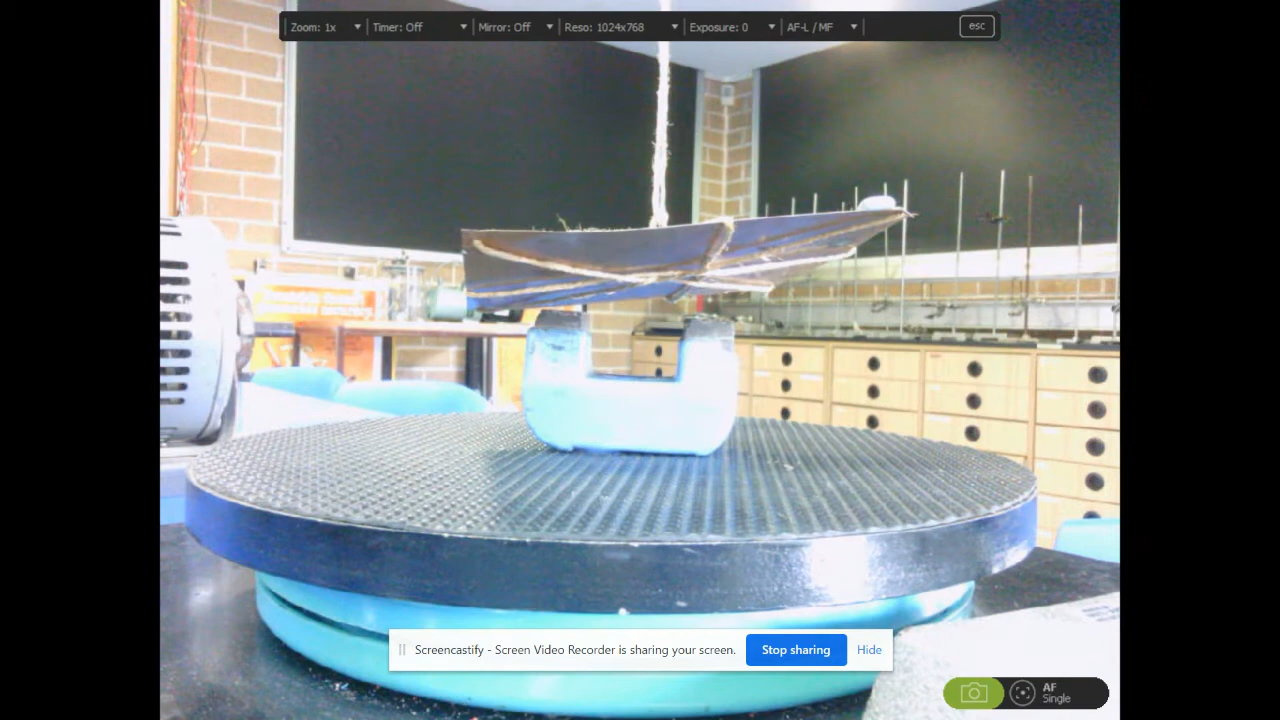 Zoom: 1x Timer: Off Mirror: Off Reso: 1024x768 Exposure: 0 AF-L / MF esc
Screencastify - Screen Video Recorder is sharing your screen. Stop sharing Hide
AF
Single